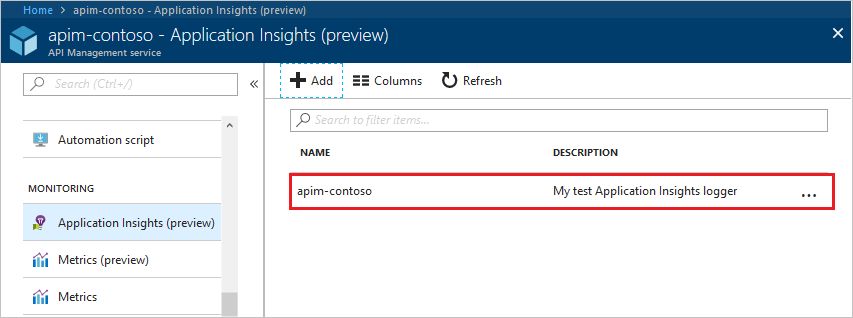 Home > apim-contoso - Application Insights (preview)
apim-contoso - Application Insights (preview)
API Management service
Search (Ctrl+/)
Automation script
MONITORING
Application Insights (preview)
Metrics (preview)
Metrics
Add Columns Refresh
Search to filter items...
NAME DESCRIPTION
apim-contoso My test Application Insights logger ...